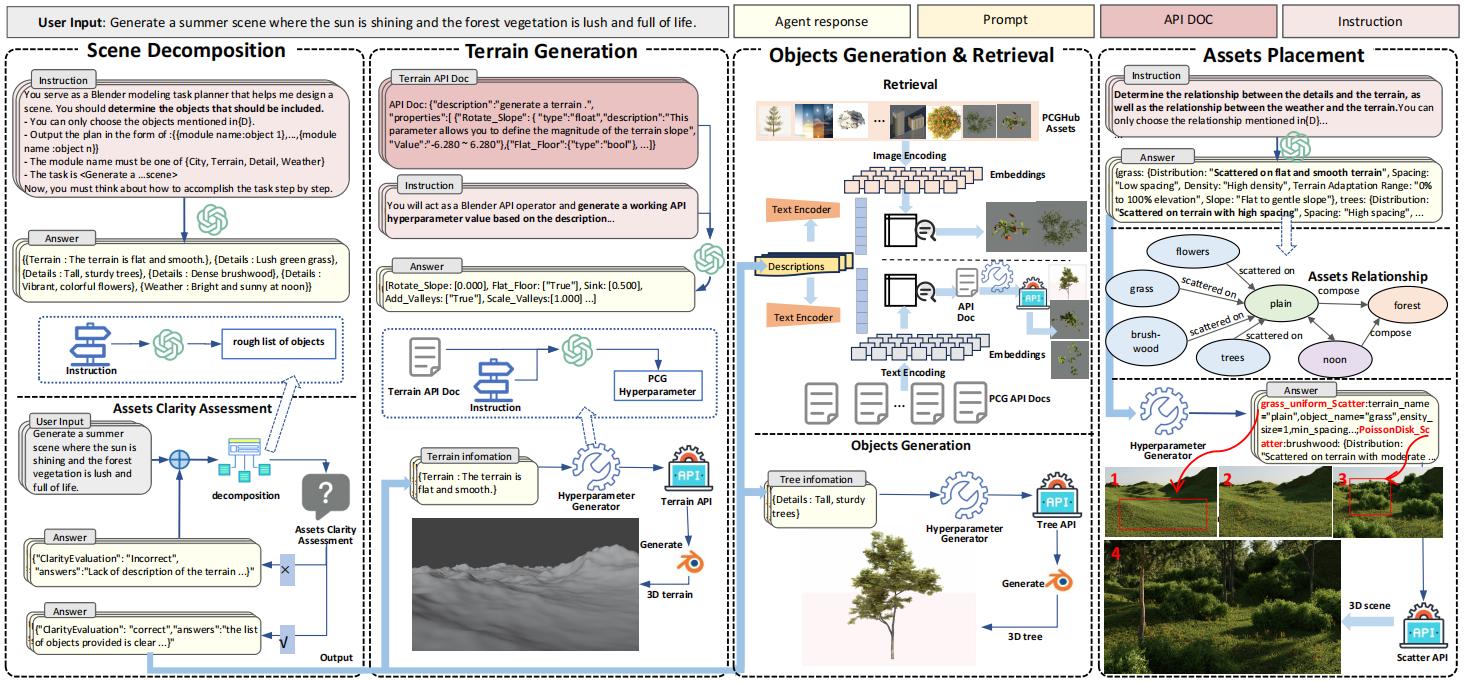 User Input: Generate a summer scene where the sun is shining and the forest vegetation is lush and full of life.
Agent response
Prompt
API DOC
Instruction
Scene Decomposition
Instruction
You serve as a Blender modeling task planner that helps me design a
scene. You should determine the objects that should be included.
- You can only choose the objects mentioned in{D}.
- Output the plan in the form of :{{module name:object 1},...,{module
name :object n}}
- The module name must be one of {City, Terrain, Detail, Weather}
- The task is <Generate a ...scene>
Now, you must think about how to accomplish the task step by step.
Answer
{{Terrain : The terrain is flat and smooth.}, {Details : Lush green grass},
{Details : Tall, sturdy trees}, {Details : Dense brushwood}, {Details :
Vibrant, colorful flowers}, {Weather : Bright and sunny at noon}}
Instruction
rough list of objects
Assets Clarity Assessment
User Input
Generate a summer
scene where the sun is
shining and the forest
vegetation is lush and
full of life.
decomposition
?
Assets Clarity
Assessment
Answer
{"ClarityEvaluation": "Incorrect",
"answers":"Lack of description of the terrain ...}"
×
Answer
{"ClarityEvaluation": "correct","answers":"the list
of objects provided is clear ...}"
√
Output
Terrain Generation
Terrain API Doc
API Doc: {"description":"generate a terrain .",
"properties":[ {"Rotate_Slope": { "type":"float","description":"This
parameter allows you to define the magnitude of the terrain slope",
"Value":"-6.280 ~ 6.280"},{"Flat_Floor":{"type":"bool"}, ...]}
Instruction
You will act as a Blender API operator and generate a working API
hyperparameter value based on the description...
Answer
[Rotate_Slope: [0.000], Flat_Floor: ["True"], Sink: [0.500],
Add_Valleys: ["True"], Scale_Valleys:[1.000] ...]
Terrain API Doc
Instruction
PCG
Hyperparameter
Terrain infomation
{Terrain : The terrain is
flat and smooth.}
Hyperparameter
Generator
API
Terrain API
Generate
3D terrain
Objects Generation & Retrieval
Retrieval
...
PCGHub
Assets
Image Encoding
Embeddings
Text Encoder
Descriptions
Text Encoder
API
Doc
API
Embeddings
Text Encoding
...
PCG API Docs
Objects Generation
Tree infomation
{Details : Tall, sturdy
trees}
Hyperparameter
Generator
API
Tree API
Generate
3D tree
Assets Placement
Instruction
Determine the relationship between the details and the terrain, as
well as the relationship between the weather and the terrain.You can
only choose the relationship mentioned in{D}...
...
Answer
{grass: {Distribution: "Scattered on flat and smooth terrain", Spacing:
"Low spacing", Density: "High density", Terrain Adaptation Range: "0%
to 100% elevation", Slope: "Flat to gentle slope"}, trees: {Distribution:
"Scattered on terrain with high spacing", Spacing: "High spacing", ...
Assets Relationship
flowers
grass
brush-
wood
trees
plain
noon
forest
scattered on
scattered on
scattered on
scattered on
compose
compose
Hyperparameter
Generator
Answer
grass_uniform_Scatter:terrain_name
="plain",object_name="grass",ensity_
size=1,min_spacing...;PoissonDisk_Sc
atter:brushwood: {Distribution:
"Scattered on terrain with moderate ...
1
2
3
4
3D scene
API
Scatter API